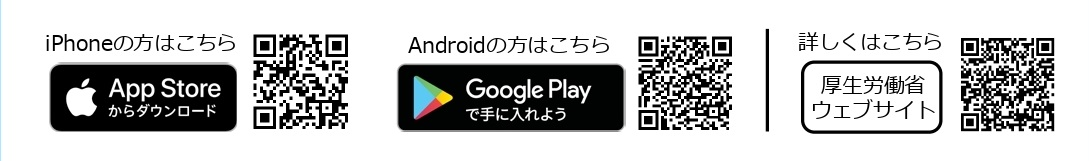 iPhoneの方はこちら
App Store
からダウンロード
Androidの方はこちら
Google Play
で手に入れよう
詳しくはこちら
厚生労働省
ウェブサイト